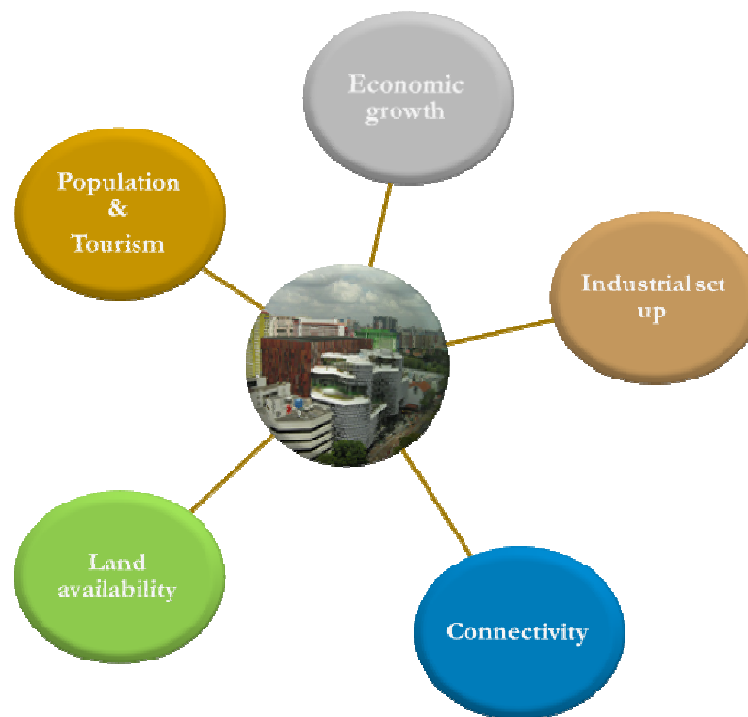 Economic
growth
Population
&
Tourism
Industrial set
up
Land
availability
Connectivity